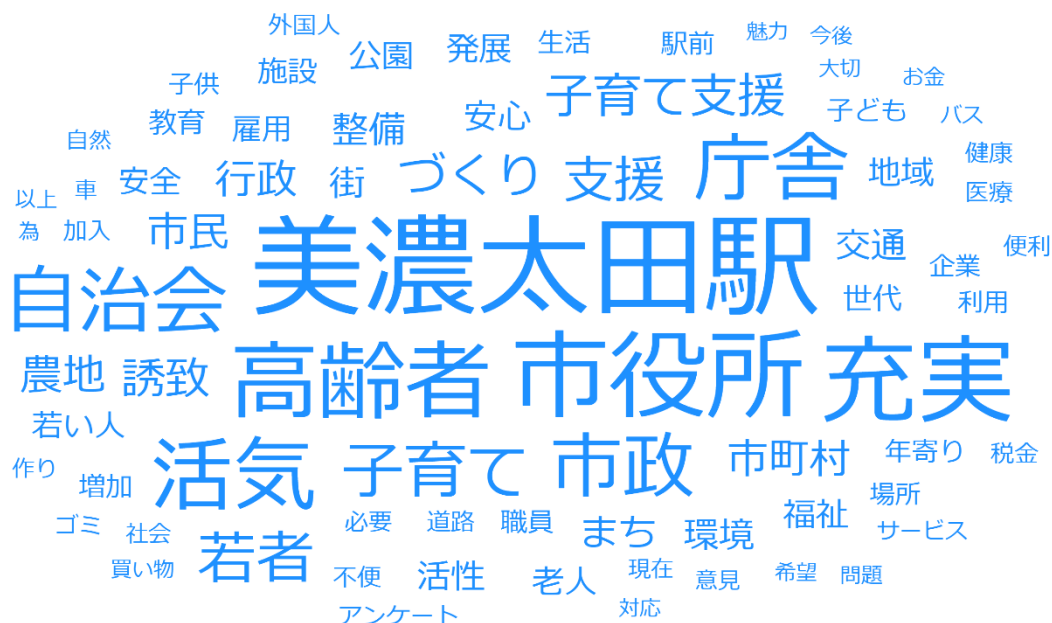 外国人
公園
発展
生活
駅前
魅力
今後
子供
施設
子育て支援
大切
お金
自然
教育
雇用
整備
安心
子ども
バス
以上
車
安全
行政
街
づくり
支援
庁舎
地域
健康
医療
為
加入
市民
美濃太田駅
交通
企業
便利
自治会
世代
利用
農地
誘致
高齢者
市役所
充実
若い人
作り
増加
活気
子育て
市政
市町村
年寄り
税金
ゴミ
社会
必要
道路
職員
まち
環境
福祉
場所
サービス
買い物
若者
不便
活性
老人
現在
意見
希望
問題
アンケート
対応